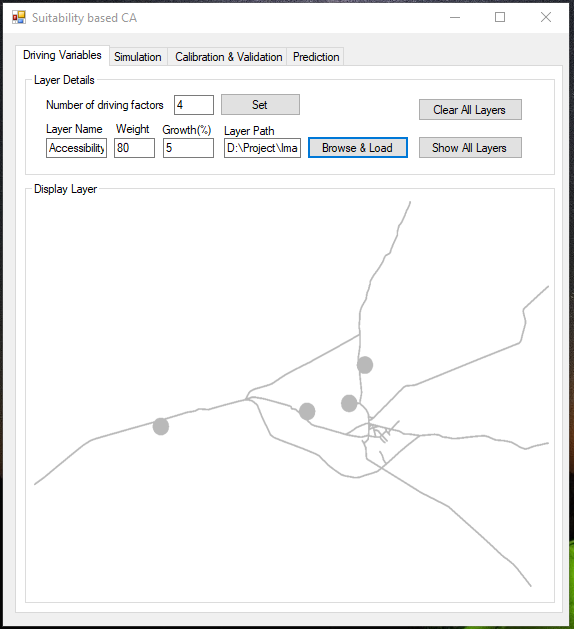 Suitability based CA
Driving Variables Simulation Calibration & Validation Prediction
Layer Details
Number of driving factors 4 Set Clear All Layers
Layer Name Weight Growth(%) Layer Path
Accessibility 80 5 D:\Project\Ima Browse & Load Show All Layers
Display Layer